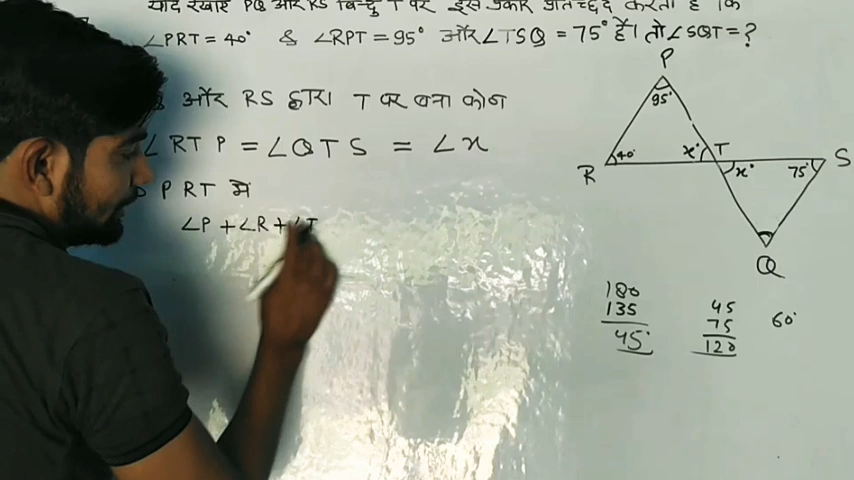 रेखाएं PQ और RS बिन्दु T पर इस प्रकार प्रतिच्छेद करती हैं कि
∠PRT = 40° & ∠RPT = 95° और ∠TSQ = 75° हैं। तो ∠SQT = ?
और RS द्वारा T पर बना कोण
∠RTP = ∠QTS = ∠x
PRT में
∠P + ∠R + ∠T
P
95°
R
40°
x°
T
x°
75°
S
Q
180
135
45°
45
75
120
60°